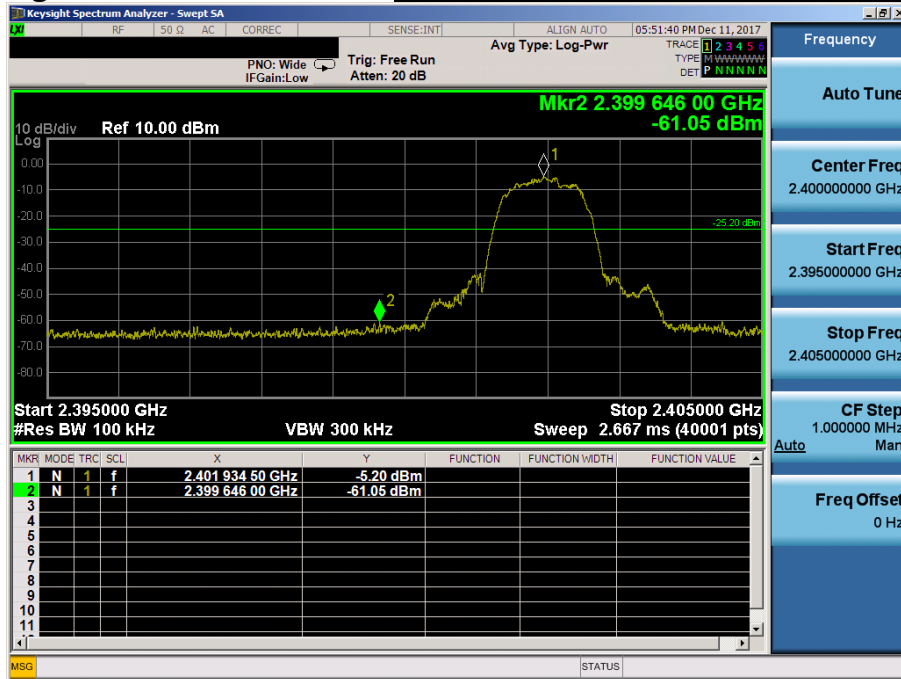 Keysight Spectrum Analyzer - Swept SA
LXI RF 50 Ω AC CORREC SENSE:INT ALIGN AUTO 05:51:40 PM Dec 11, 2017
Avg Type: Log-Pwr TRACE 1 2 3 4 5 6
PNO: Wide Trig: Free Run TYPE M WWWWW
IFGain:Low Atten: 20 dB DET P N N N N N
Frequency
Mkr2 2.399 646 00 GHz
-61.05 dBm
10 dB/div Ref 10.00 dBm
Log
0.00
-10.0
-20.0
-30.0
-40.0
-50.0
-60.0
-70.0
-80.0
1
2
-25.20 dBm
Start 2.395000 GHz Stop 2.405000 GHz
#Res BW 100 kHz VBW 300 kHz Sweep 2.667 ms (40001 pts)
MKR MODE TRC SCL X Y FUNCTION FUNCTION WIDTH FUNCTION VALUE
1 N 1 f 2.401 934 50 GHz -5.20 dBm
2 N 1 f 2.399 646 00 GHz -61.05 dBm
3
4
5
6
7
8
9
10
11
MSG STATUS
Auto Tune
Center Freq
2.400000000 GHz
Start Freq
2.395000000 GHz
Stop Freq
2.405000000 GHz
CF Step
1.000000 MHz
Auto Man
Freq Offset
0 Hz